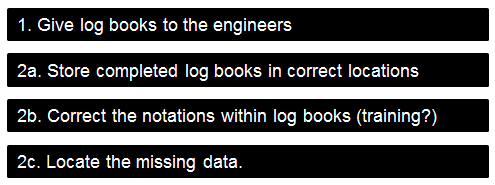 1. Give log books to the engineers
2a. Store completed log books in correct locations
2b. Correct the notations within log books (training?)
2c. Locate the missing data.